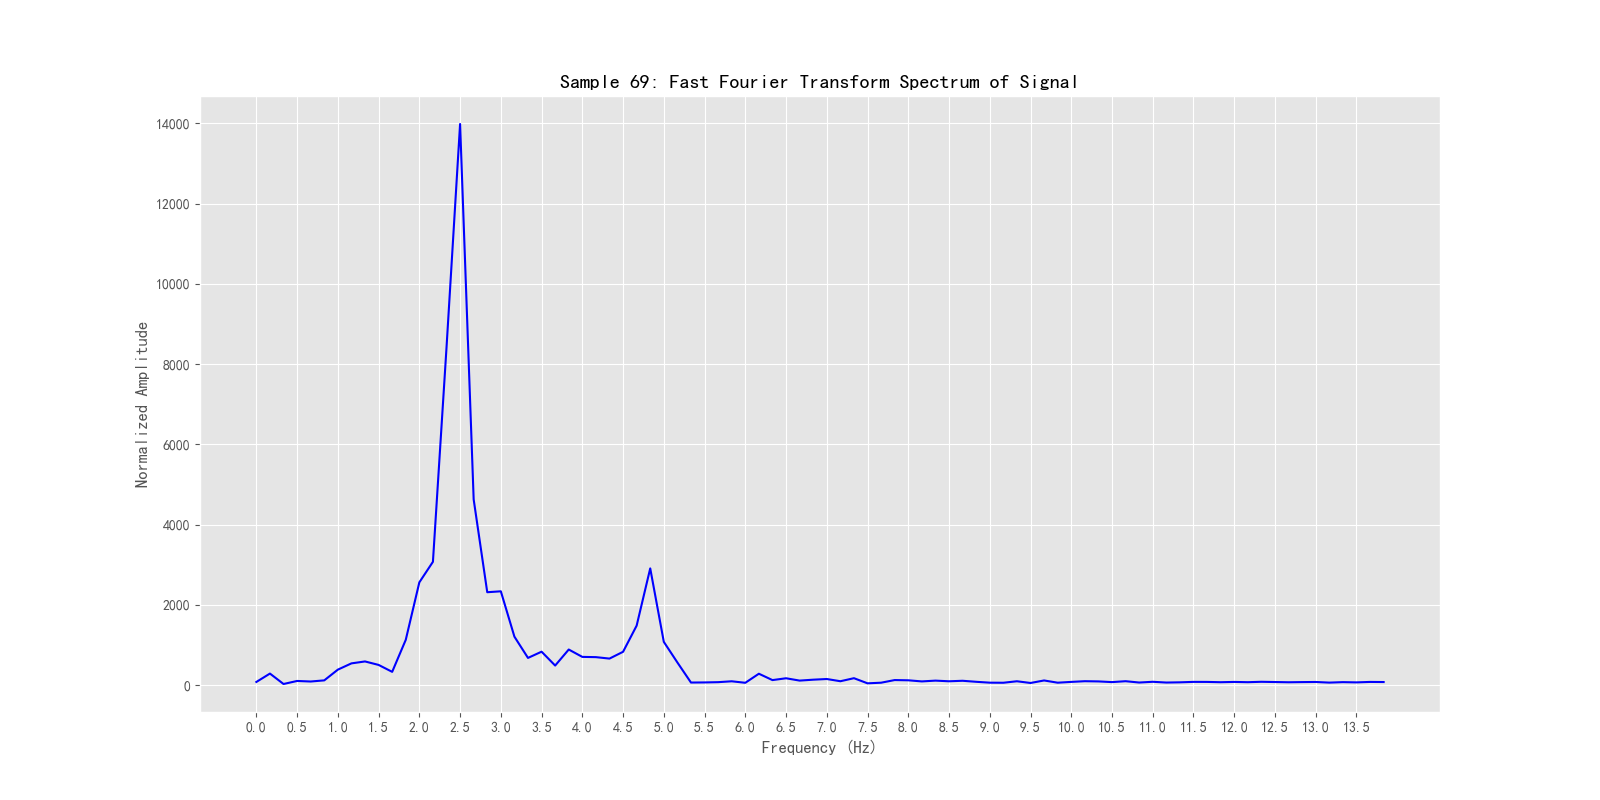 Sample 69: Fast Fourier Transform Spectrum of Signal
14000
12000
10000
8000
6000
4000
2000
0
Normalized Amplitude
0.0 0.5 1.0 1.5 2.0 2.5 3.0 3.5 4.0 4.5 5.0 5.5 6.0 6.5 7.0 7.5 8.0 8.5 9.0 9.5 10.0 10.5 11.0 11.5 12.0 12.5 13.0 13.5
Frequency (Hz)